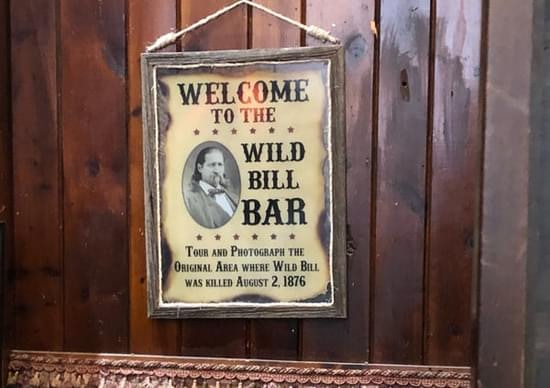 WELCOME
TO THE
WILD
BILL
BAR
TOUR AND PHOTOGRAPH THE
ORIGINAL AREA WHERE WILD BILL
WAS KILLED AUGUST 2, 1876